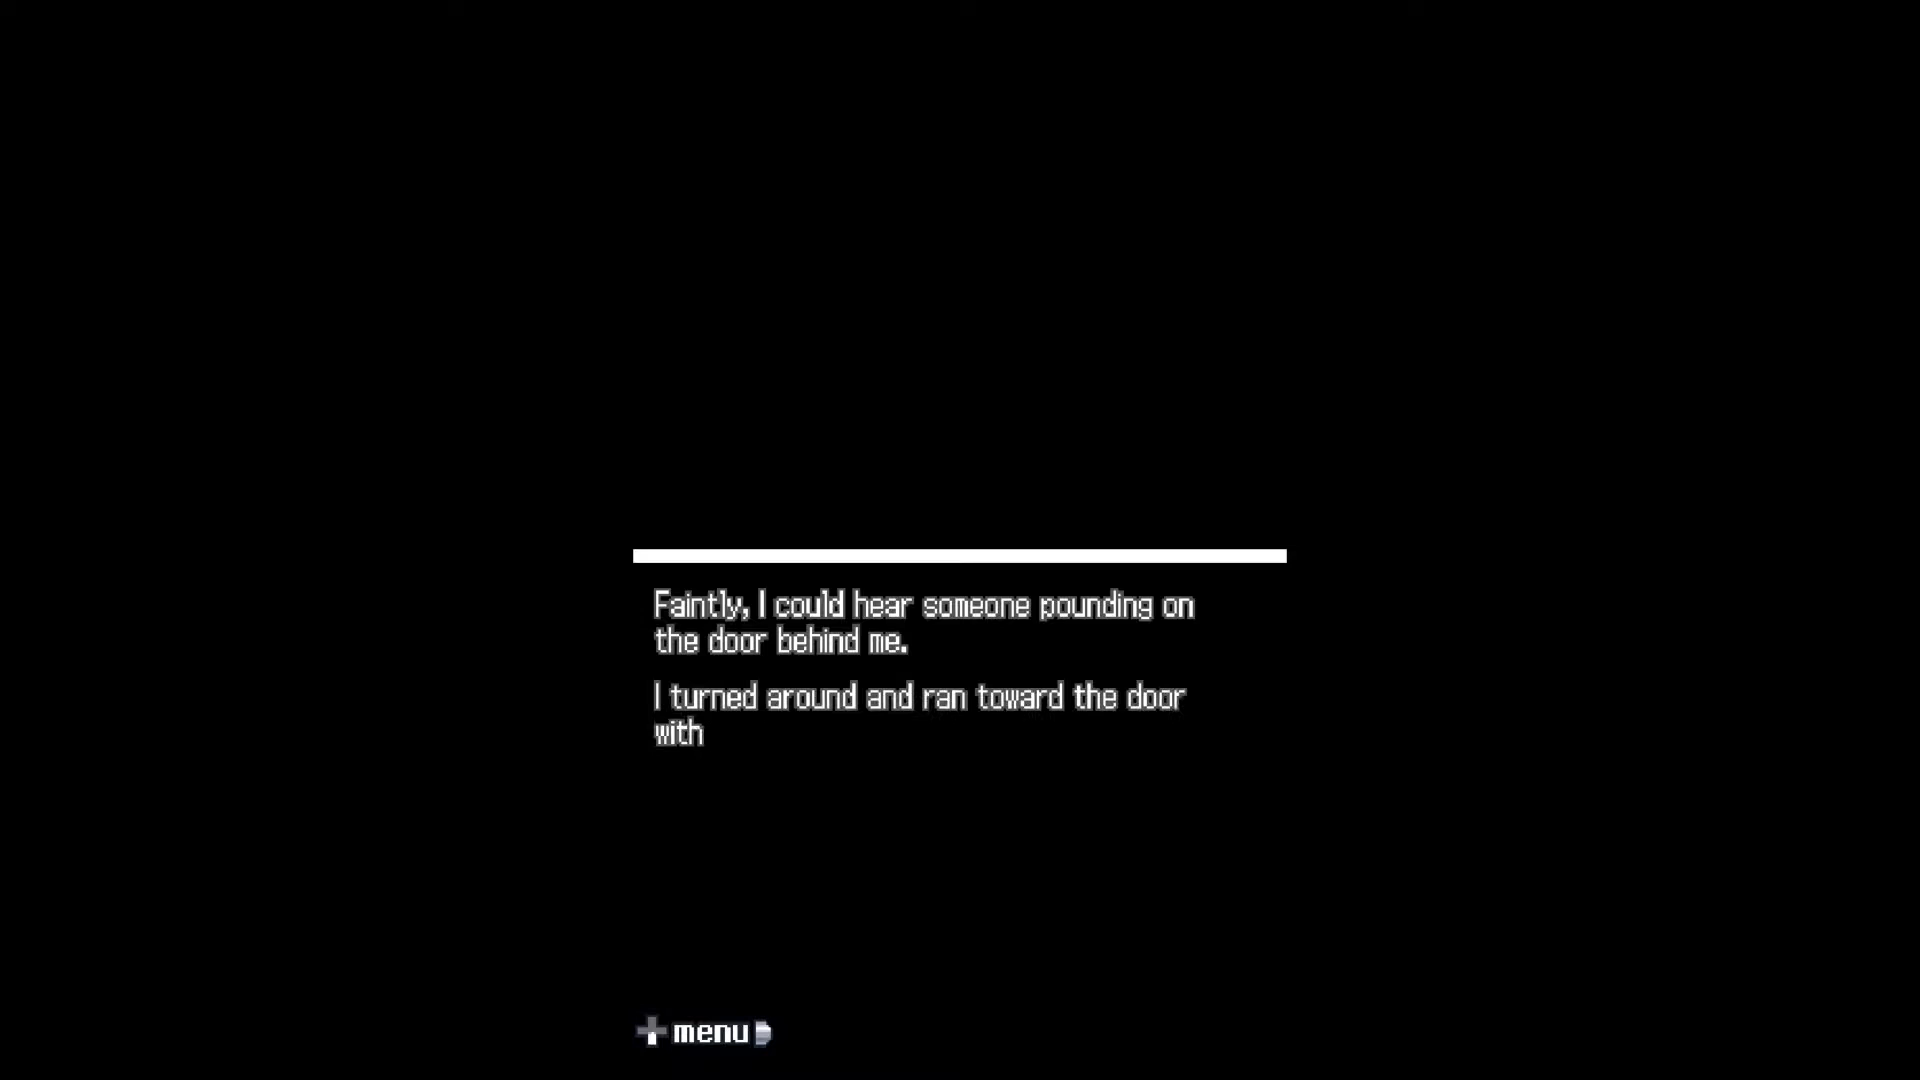 Faintly, I could hear someone pounding on
the door behind me.
I turned around and ran toward the door
with
menu